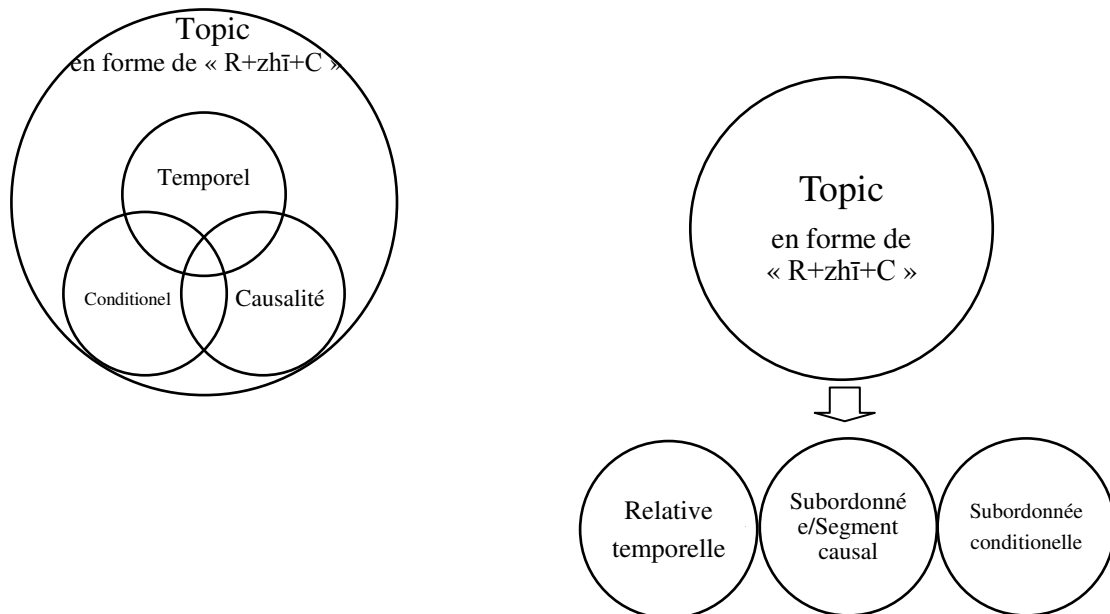 Topic
en forme de « R+zhī+C »
Temporel
Conditionel
Causalité
Topic
en forme de
« R+zhī+C »
Relative
temporelle
Subordonné
e/Segment
causal
Subordonnée
conditionelle